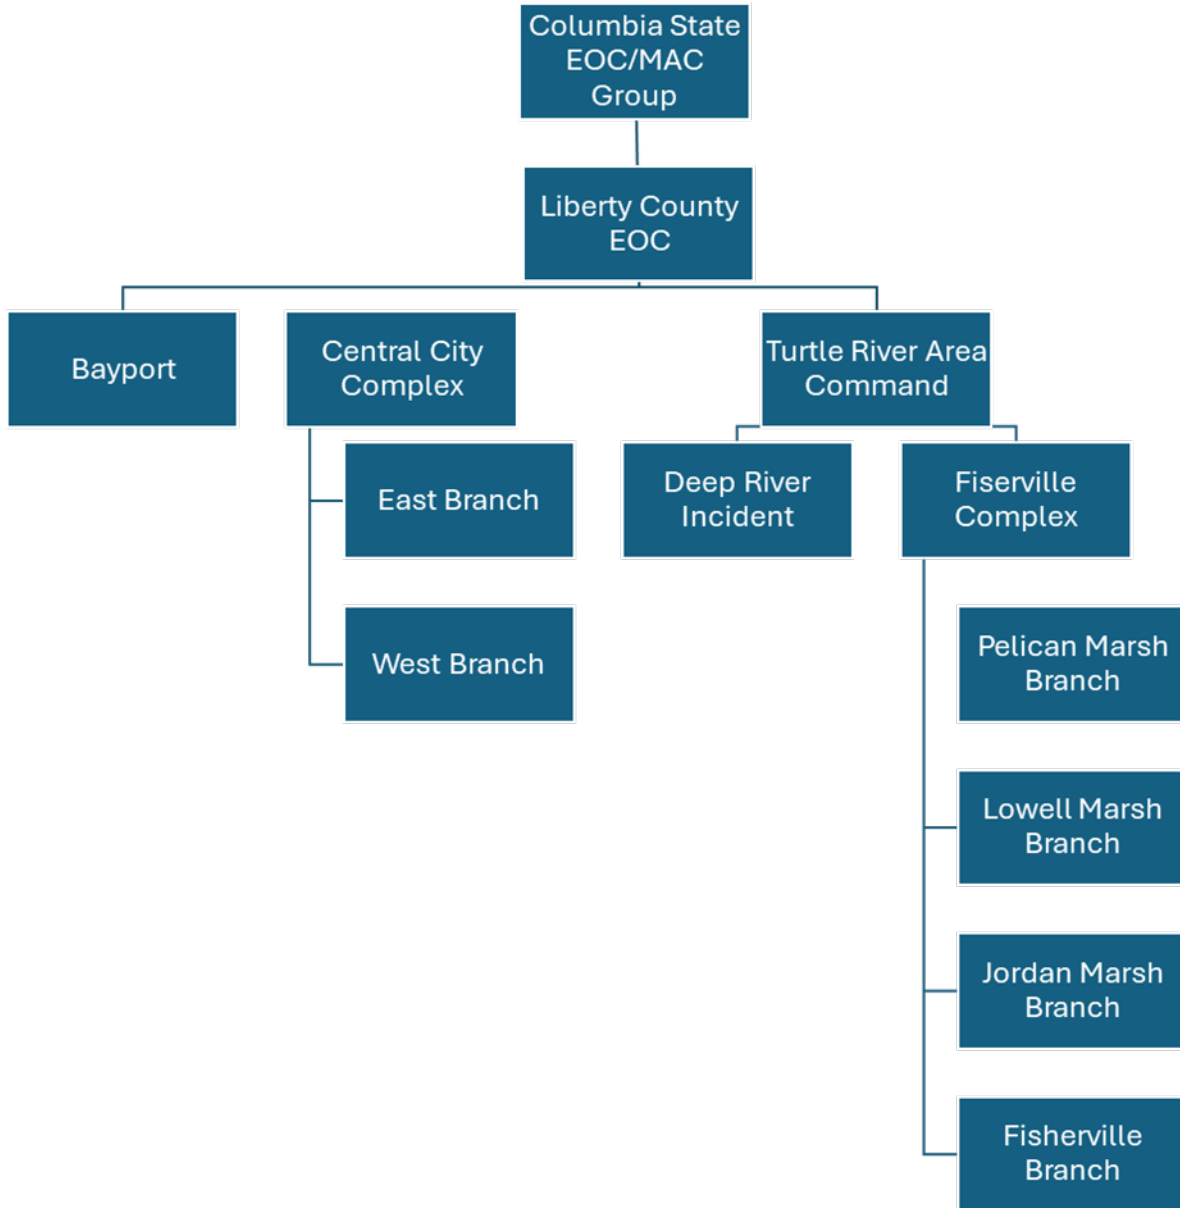 Columbia State
EOC/MAC
Group
Liberty County
EOC
Bayport
Central City
Complex
Turtle River Area
Command
East Branch
Deep River
Incident
Fiserville
Complex
West Branch
Pelican Marsh
Branch
Lowell Marsh
Branch
Jordan Marsh
Branch
Fisherville
Branch